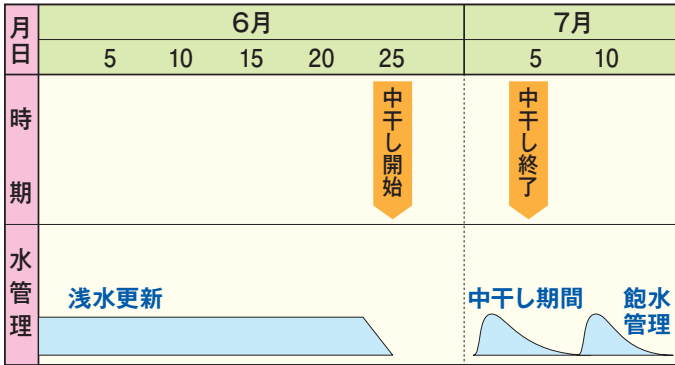 月日
6月
7月
5 10 15 20 25 5 10
時期
中干し開始
中干し終了
水管理
浅水更新
中干し期間
飽水
管理